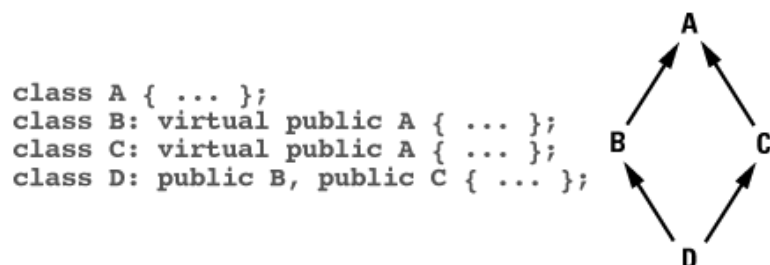 A
class A { ... };
class B: virtual public A { ... };
class C: virtual public A { ... };
B
C
class D: public B, public C { ... };
D